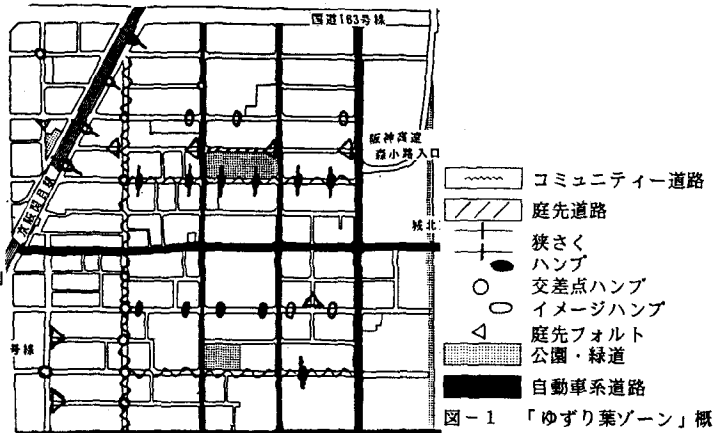 国道163号線
阪神高速
森小路入口
城北
京阪国目線
号線
コミュニティー道路
庭先道路
狭さく
ハンプ
交差点ハンプ
イメージハンプ
庭先フォルト
公園・緑道
自動車系道路
図－1 「ゆずり葉ゾーン」概